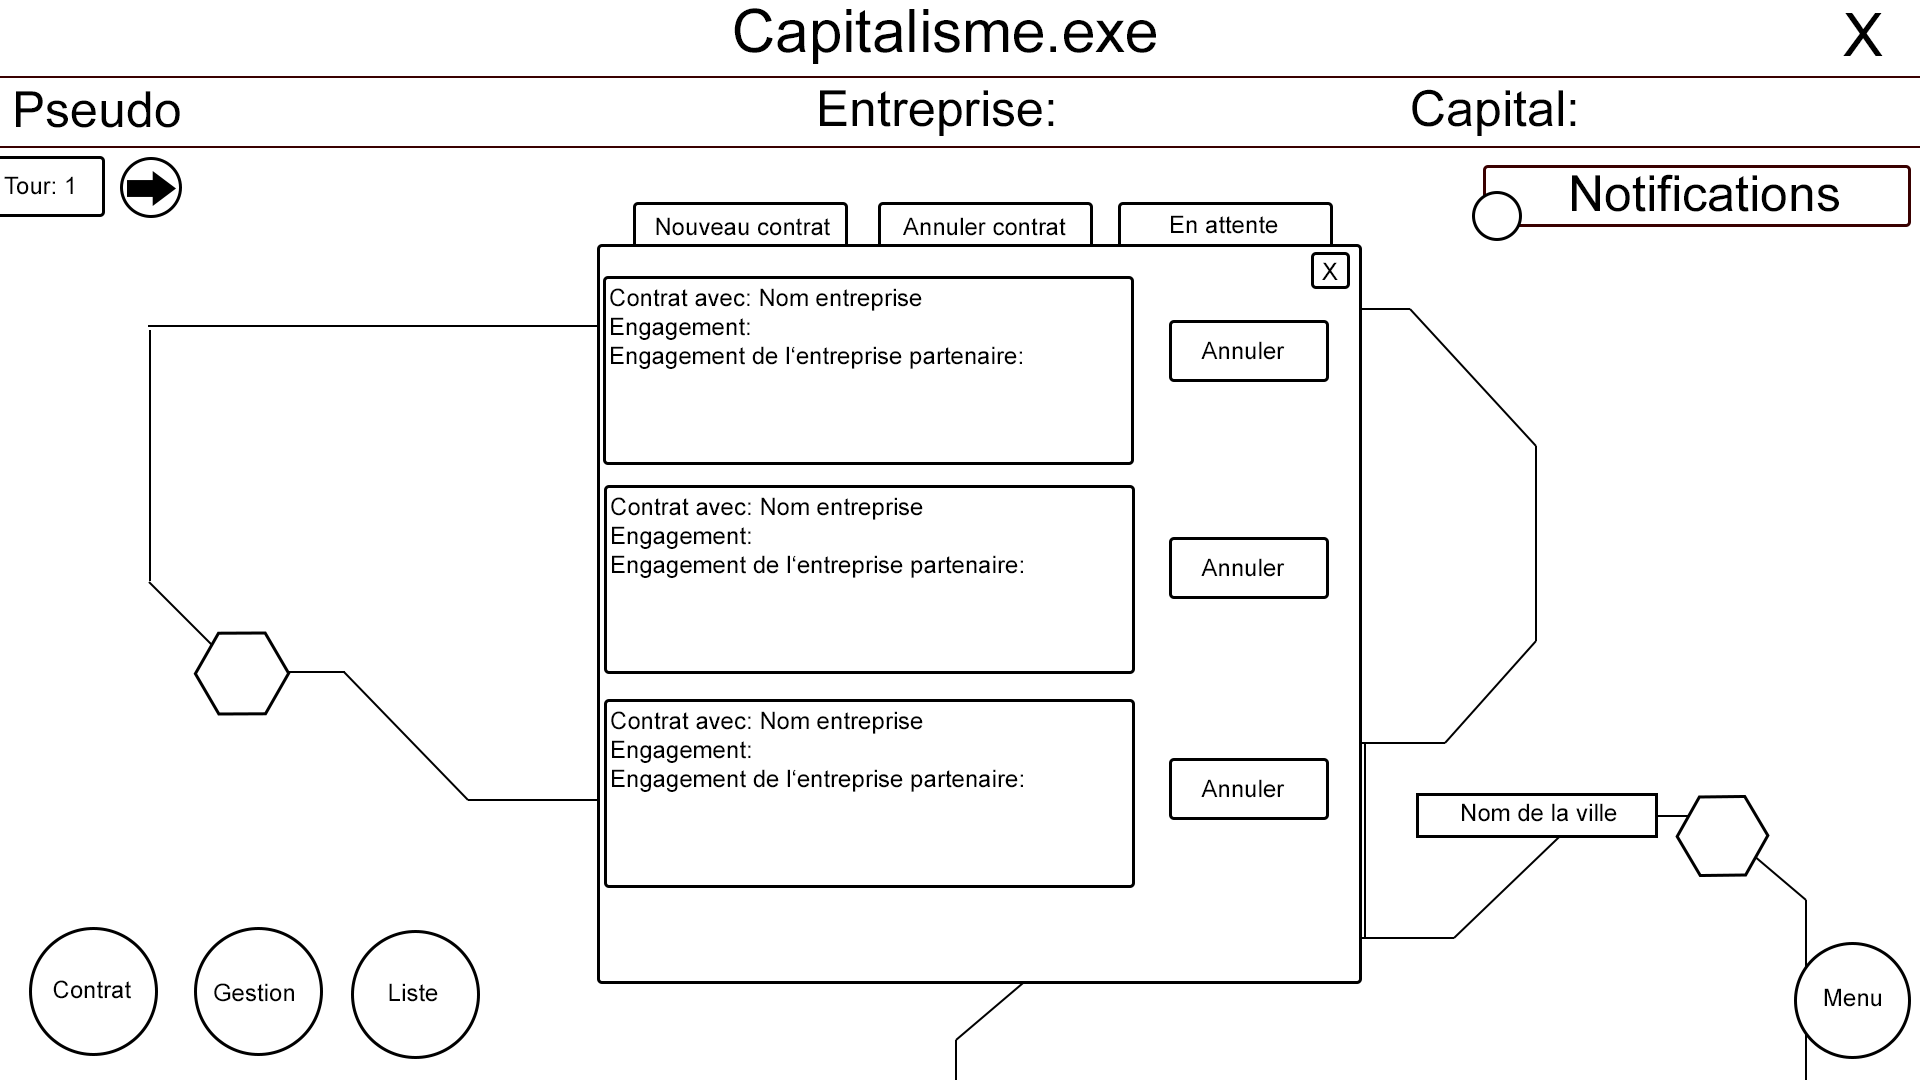 Capitalisme.exe
X
Pseudo
Entreprise:
Capital:
Tour: 1
Notifications
Nouveau contrat
Annuler contrat
En attente
X
Contrat avec: Nom entreprise
Engagement:
Engagement de l‘entreprise partenaire:
Annuler
Contrat avec: Nom entreprise
Engagement:
Engagement de l‘entreprise partenaire:
Annuler
Contrat avec: Nom entreprise
Engagement:
Engagement de l‘entreprise partenaire:
Annuler
Nom de la ville
Contrat
Gestion
Liste
Menu